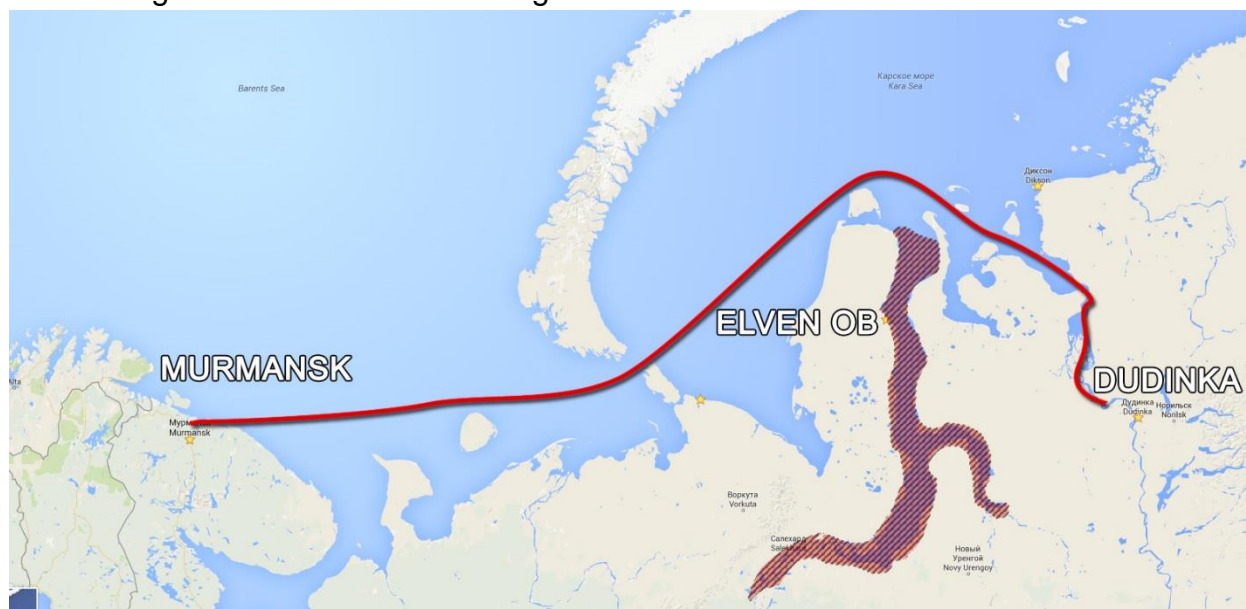 Barents Sea
Карское море
Kara Sea
Диксон
Dikson
ELVEN OB
MURMANSK
DUDINKA
Мурманск
Murmansk
Дудинка
Dudinka
Норильск
Norilsk
Воркута
Vorkuta
Салехард
Salekhard
Новый
Уренгой
Novy Urengoy